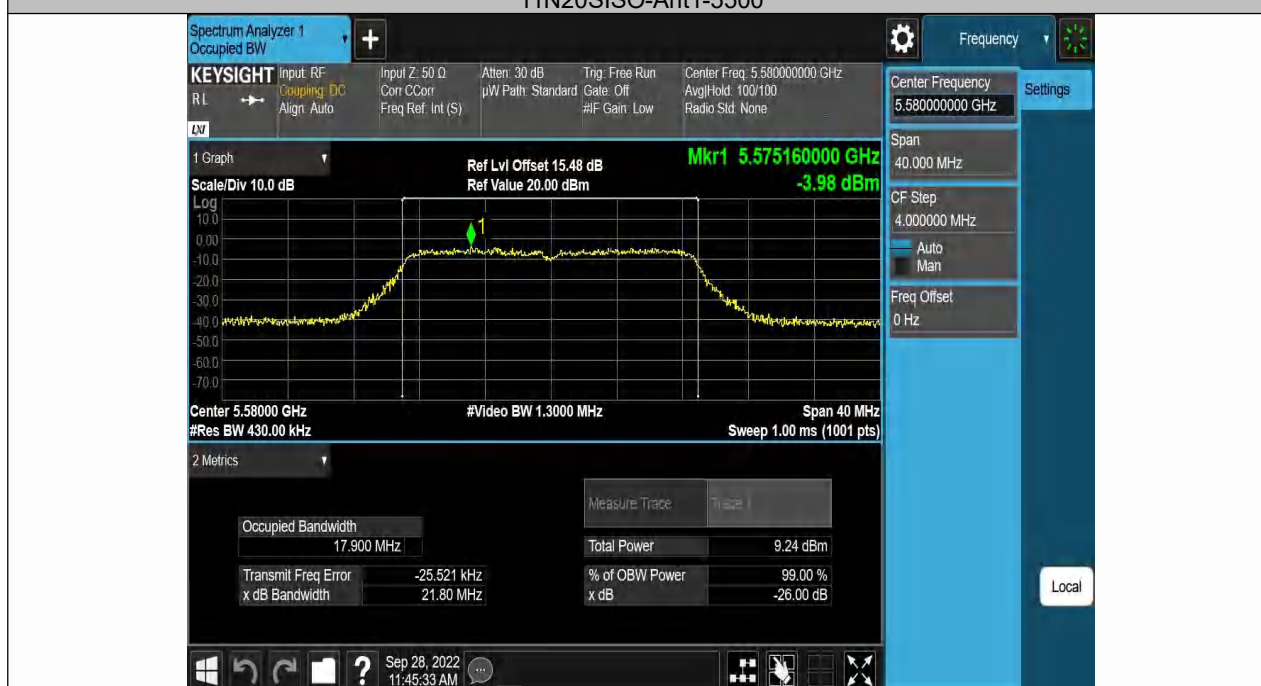 11N20SISO-Ant1-5500
Spectrum Analyzer 1
Occupied BW
Frequency
KEYSIGHT
RL
LXI
Input: RF
Coupling: DC
Align: Auto
Input Z: 50 Ω
Corr CCorr
Freq Ref: Int (S)
Atten: 30 dB
µW Path: Standard
Trig: Free Run
Gate: Off
#IF Gain: Low
Center Freq: 5.580000000 GHz
Avg|Hold: 100/100
Radio Std: None
Center Frequency
5.580000000 GHz
Settings
Span
40.000 MHz
CF Step
4.000000 MHz
Auto
Man
Freq Offset
0 Hz
1 Graph
Scale/Div 10.0 dB
Ref Lvl Offset 15.48 dB
Ref Value 20.00 dBm
Mkr1 5.575160000 GHz
-3.98 dBm
Log
10.0
0.00
-10.0
-20.0
-30.0
-40.0
-50.0
-60.0
-70.0
1
Center 5.58000 GHz
#Res BW 430.00 kHz
#Video BW 1.3000 MHz
Span 40 MHz
Sweep 1.00 ms (1001 pts)
2 Metrics
Measure Trace
Trace 1
Occupied Bandwidth
17.900 MHz
Total Power
9.24 dBm
Transmit Freq Error
-25.521 kHz
% of OBW Power
99.00 %
x dB Bandwidth
21.80 MHz
x dB
-26.00 dB
Local
?
Sep 28, 2022
11:45:33 AM